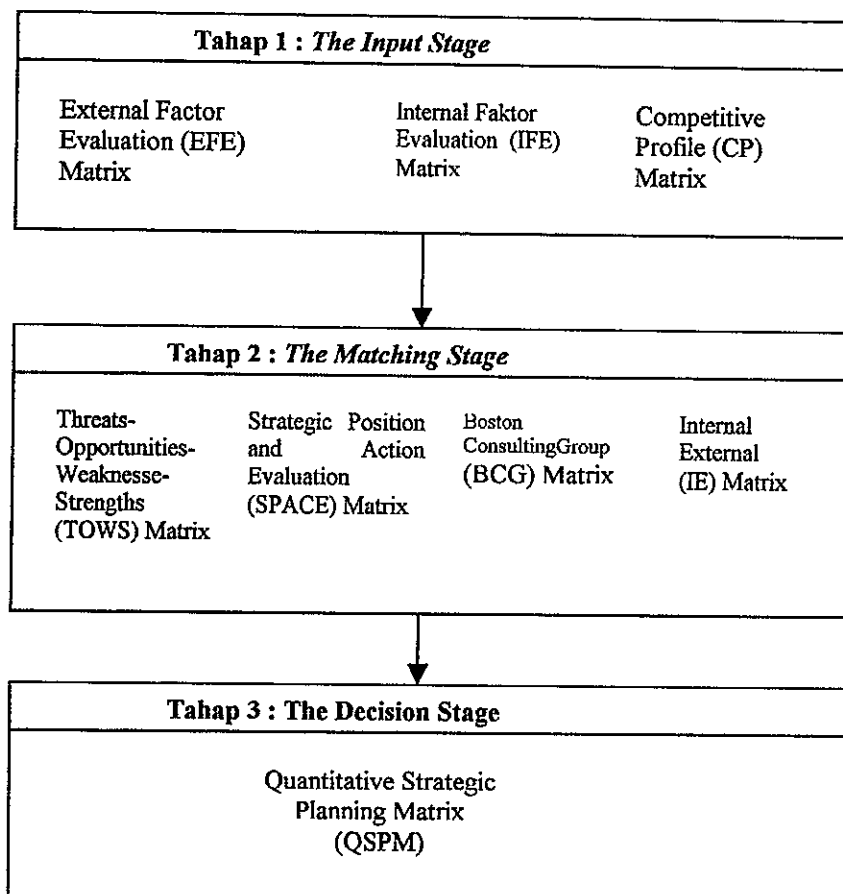 Tahap 1 : The Input Stage
External Factor
Evaluation (EFE)
Matrix
Internal Faktor
Evaluation (IFE)
Matrix
Competitive
Profile (CP)
Matrix
Tahap 2 : The Matching Stage
Threats-
Opportunities-
Weaknesse-
Strengths
(TOWS) Matrix
Strategic Position
and Action
Evaluation
(SPACE) Matrix
Boston
ConsultingGroup
(BCG) Matrix
Internal
External
(IE) Matrix
Tahap 3 : The Decision Stage
Quantitative Strategic
Planning Matrix
(QSPM)